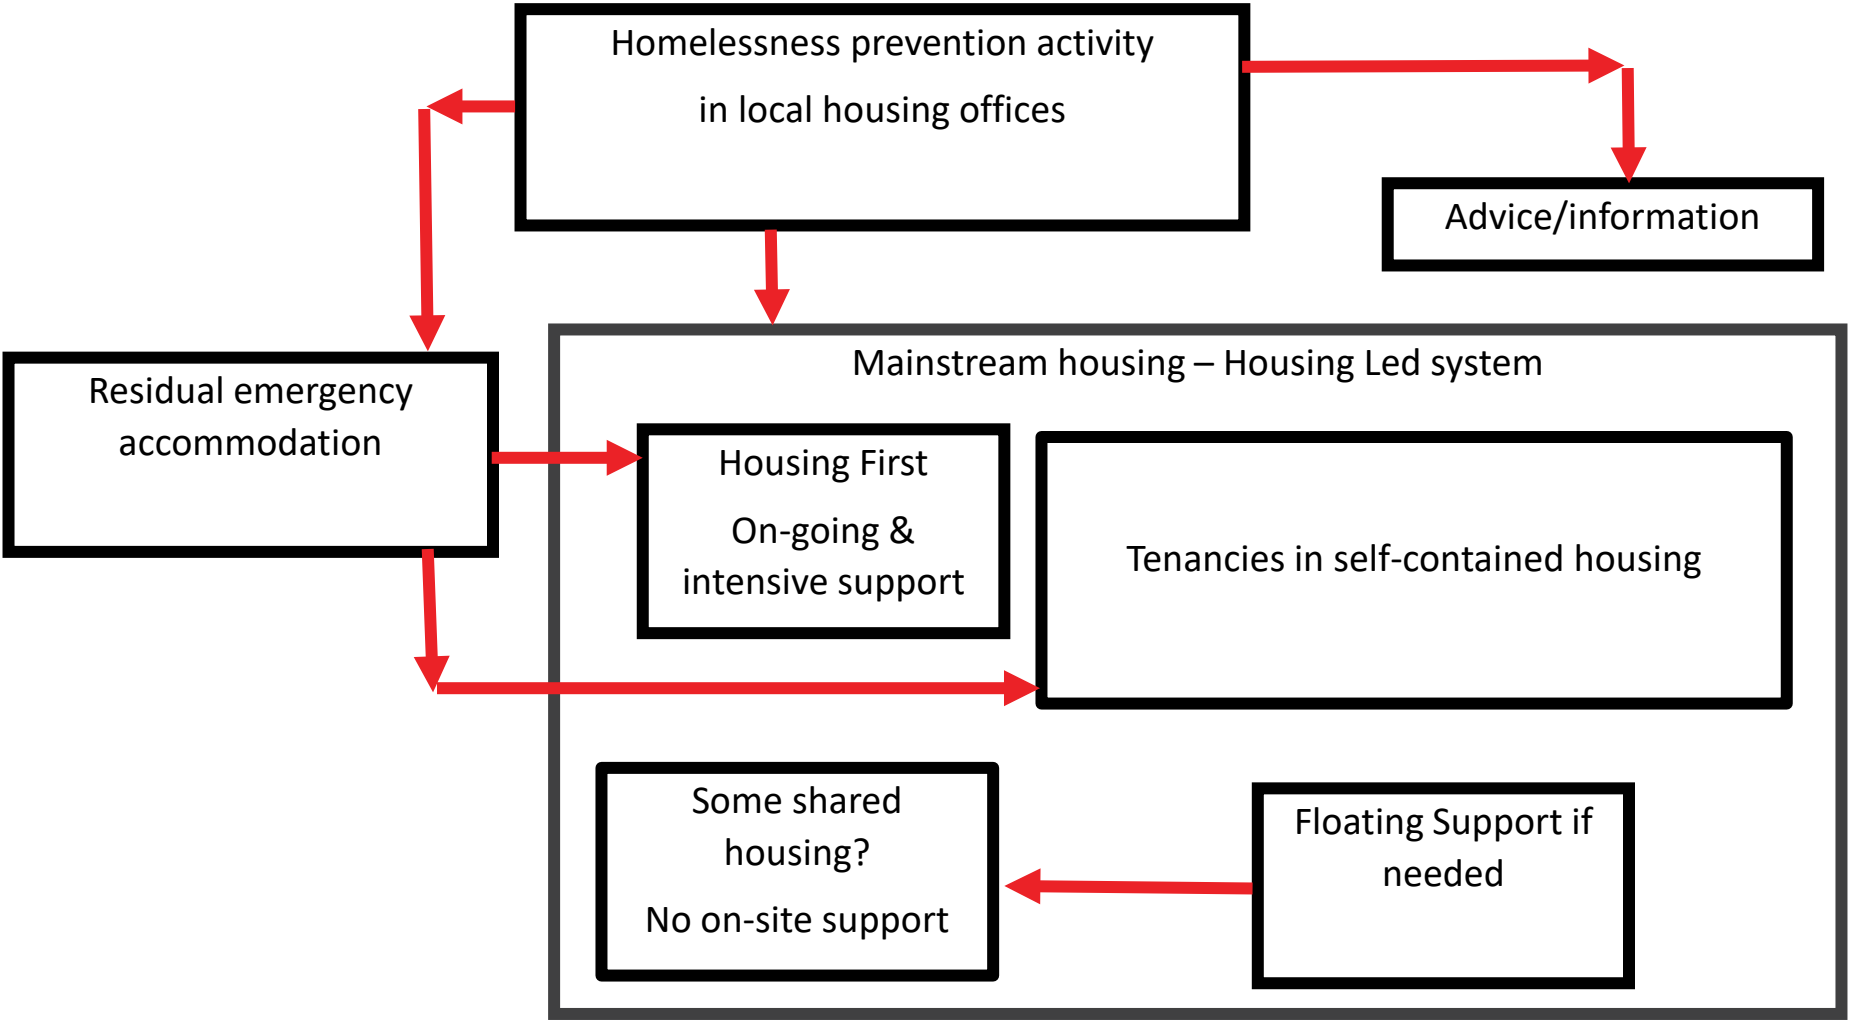 Homelessness prevention activity
in local housing offices
Advice/information
Residual emergency
accommodation
Mainstream housing – Housing Led system
Housing First
On-going &
intensive support
Tenancies in self-contained housing
Some shared
housing?
No on-site support
Floating Support if
needed